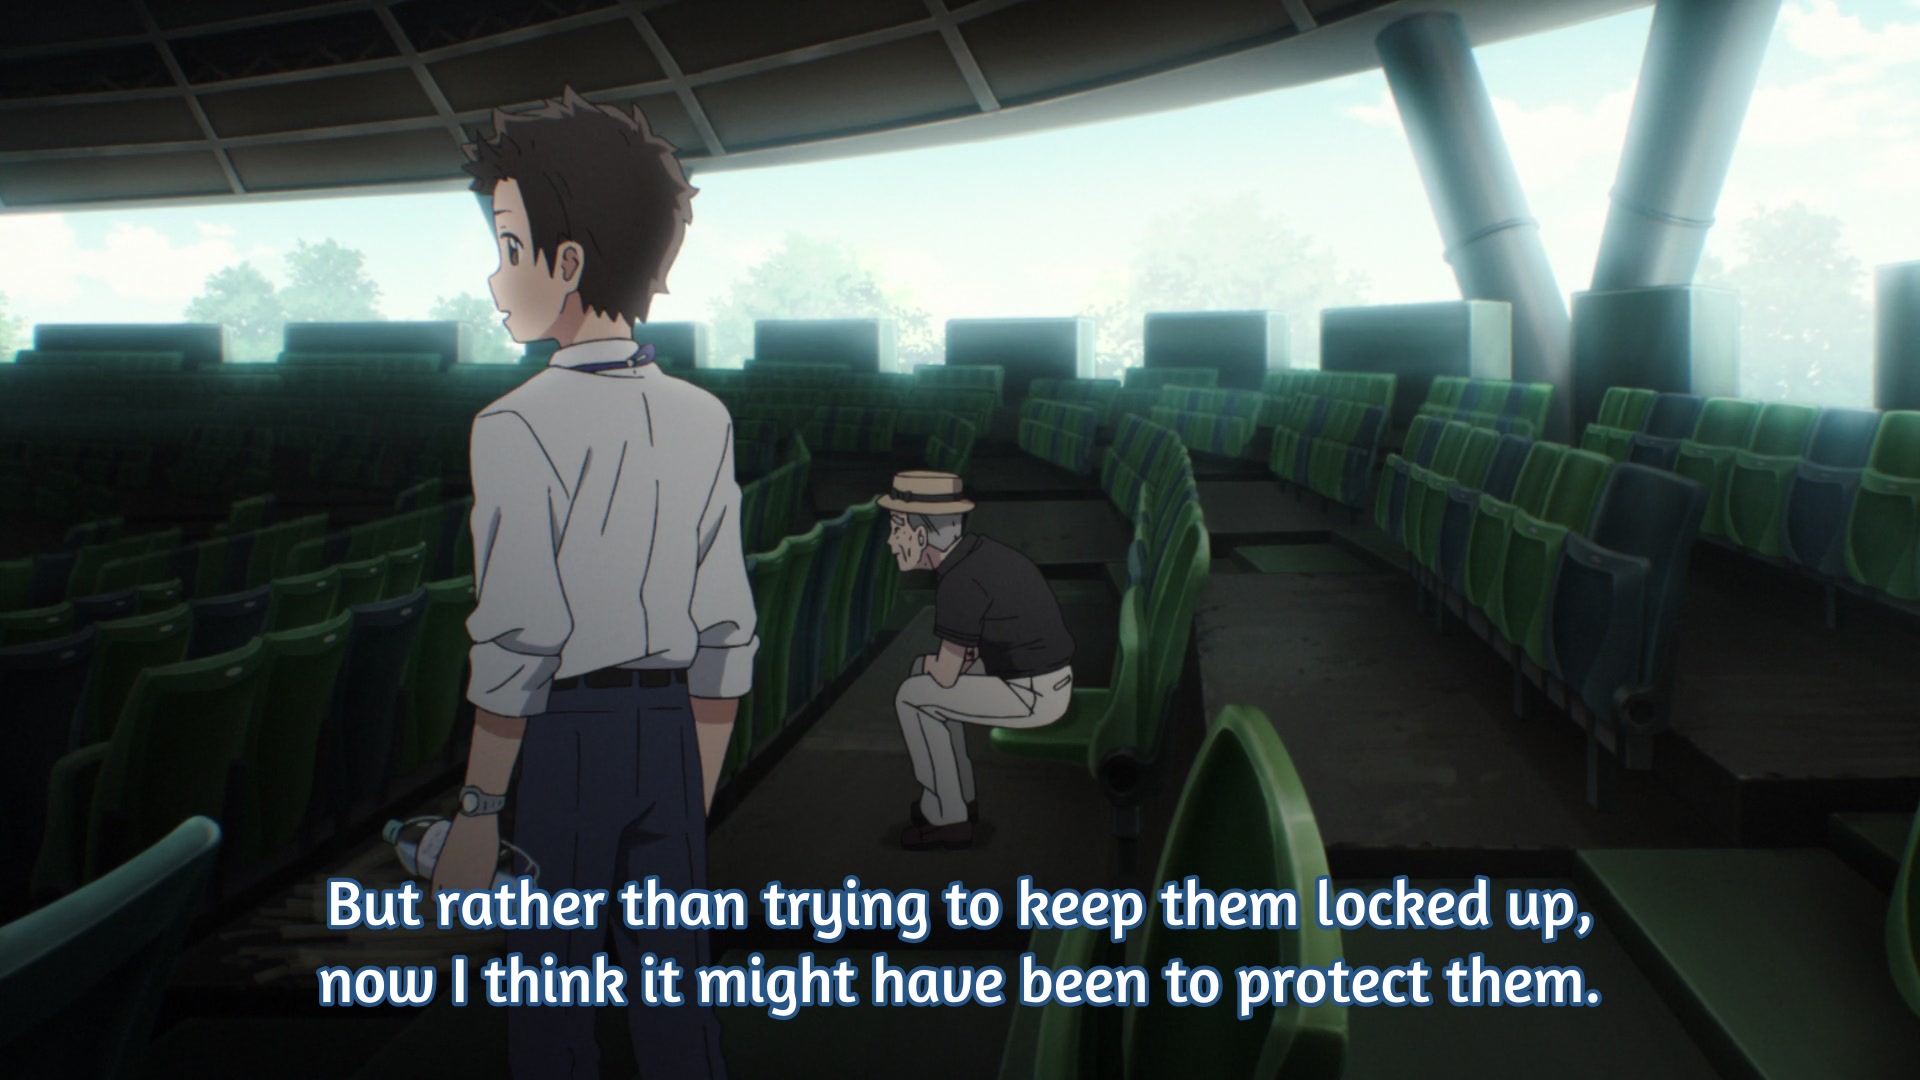 But rather than trying to keep them locked up,
now I think it might have been to protect them.